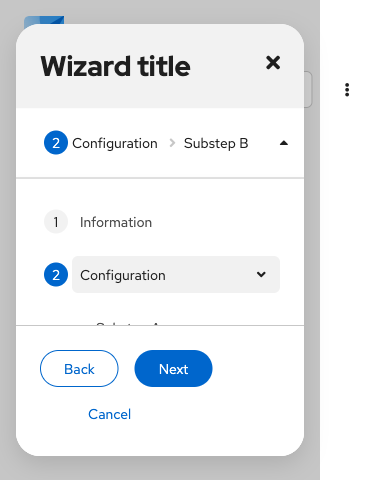 Wizard title
2 Configuration Substep B
1 Information
2 Configuration
Back Next
Cancel